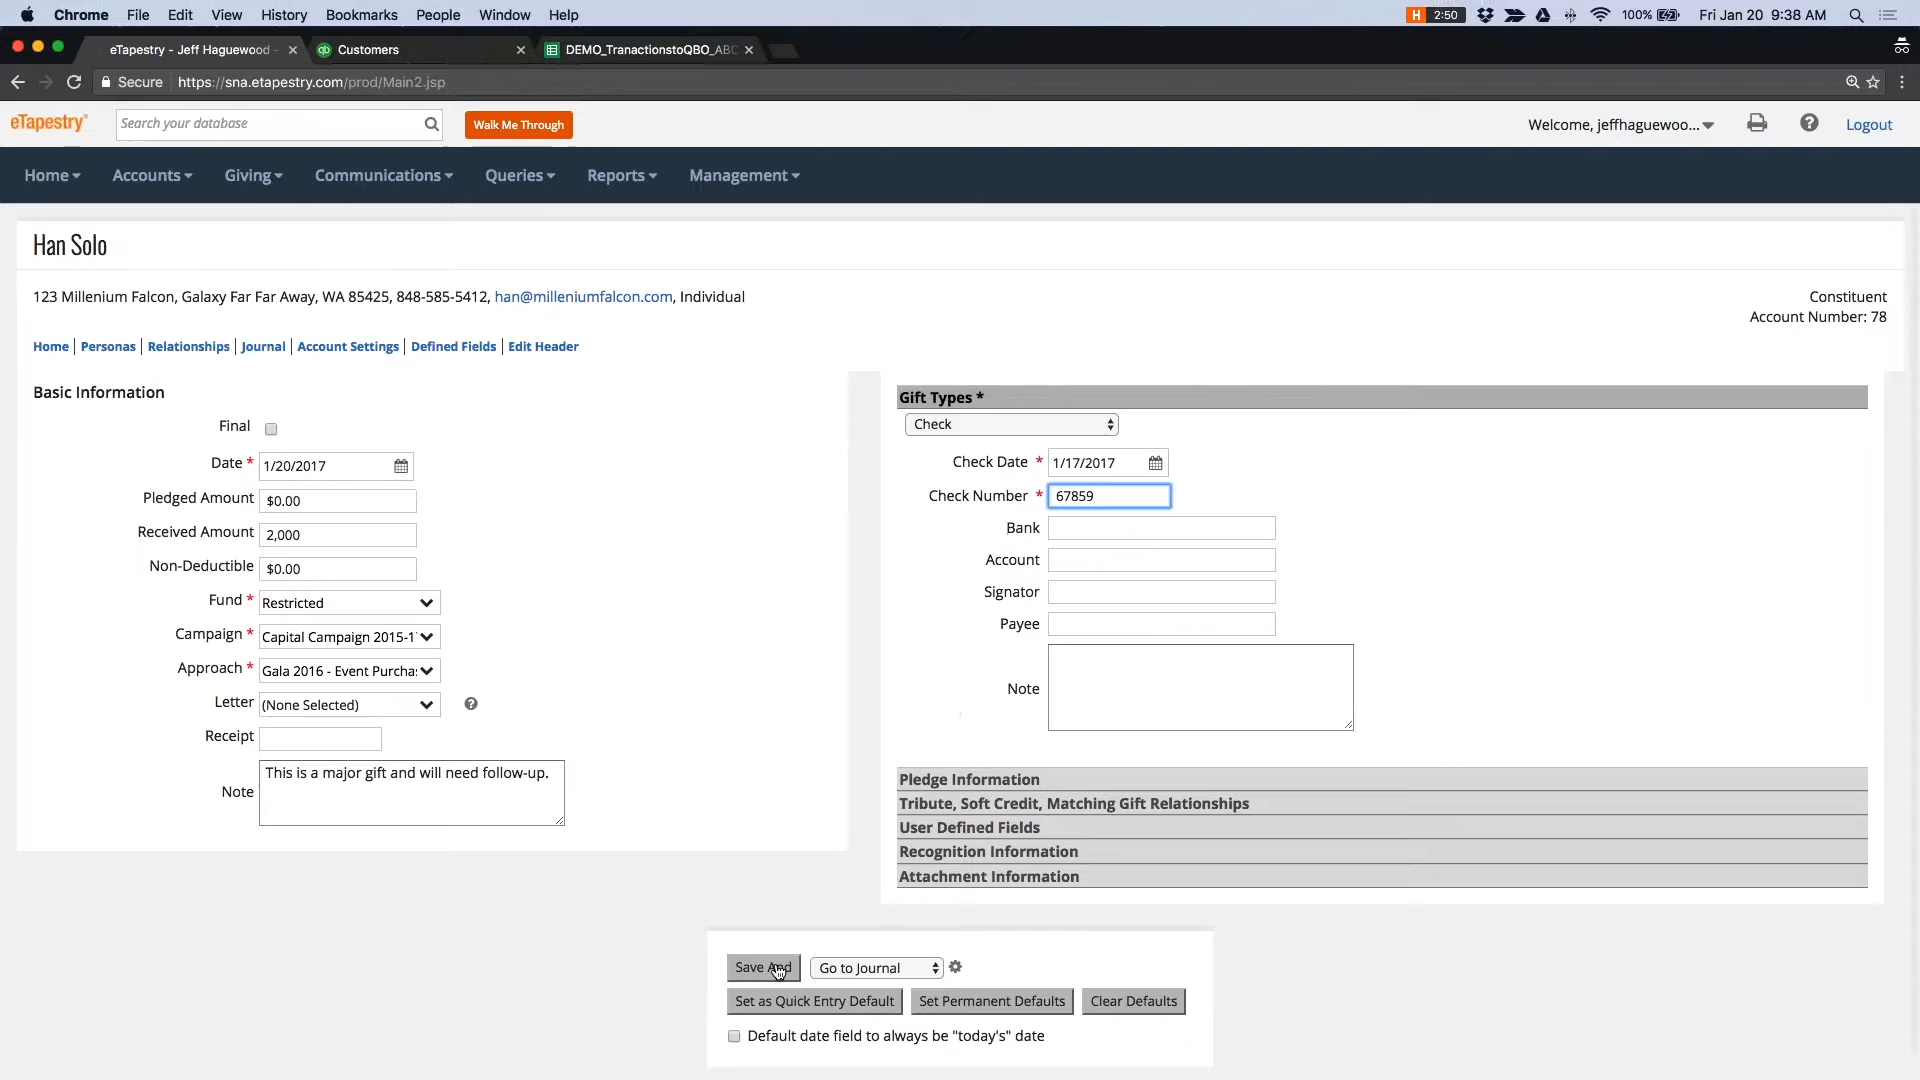 Chrome File Edit View History Bookmarks People Window Help H 2:50 100% Fri Jan 20 9:38 AM
eTapestry - Jeff Haguewood - Customers DEMO_TranactionstoQBO_ABC
Secure https://sna.etapestry.com/prod/Main2.jsp
eTapestry Search your database Walk Me Through Welcome, jeffhaguewoo... Logout
Home Accounts Giving Communications Queries Reports Management
Han Solo
123 Millenium Falcon, Galaxy Far Far Away, WA 85425, 848-585-5412, han@milleniumfalcon.com, Individual
Constituent
Account Number: 78
Home | Personas | Relationships | Journal | Account Settings | Defined Fields | Edit Header
Basic Information
Final
Date * 1/20/2017
Pledged Amount $0.00
Received Amount 2,000
Non-Deductible $0.00
Fund * Restricted
Campaign * Capital Campaign 2015-1
Approach * Gala 2016 - Event Purcha
Letter (None Selected)
Receipt
Note This is a major gift and will need follow-up.
Gift Types *
Check
Check Date * 1/17/2017
Check Number * 67859
Bank
Account
Signator
Payee
Note
Pledge Information
Tribute, Soft Credit, Matching Gift Relationships
User Defined Fields
Recognition Information
Attachment Information
Save And Go to Journal
Set as Quick Entry Default Set Permanent Defaults Clear Defaults
Default date field to always be "today's" date